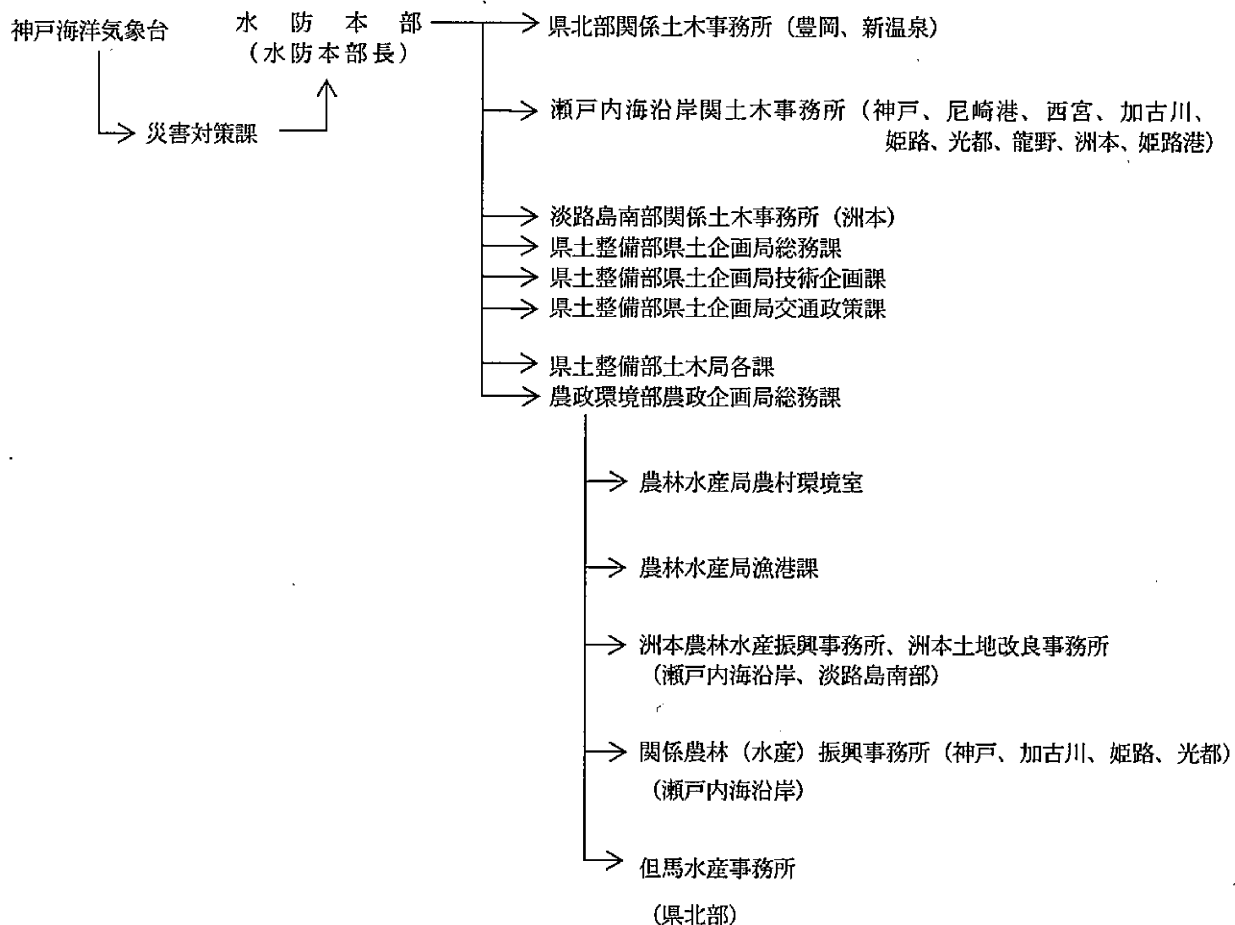 神戸海洋気象台
水防本部
（水防本部長）
災害対策課
県北部関係土木事務所（豊岡、新温泉）
瀬戸内海沿岸関土木事務所（神戸、尼崎港、西宮、加古川、
姫路、光都、龍野、洲本、姫路港）
淡路島南部関係土木事務所（洲本）
県土整備部県土企画局総務課
県土整備部県土企画局技術企画課
県土整備部県土企画局交通政策課
県土整備部土木局各課
農政環境部農政企画局総務課
農林水産局農村環境室
農林水産局漁港課
洲本農林水産振興事務所、洲本土地改良事務所
（瀬戸内海沿岸、淡路島南部）
関係農林（水産）振興事務所（神戸、加古川、姫路、光都）
（瀬戸内海沿岸）
但馬水産事務所
（県北部）